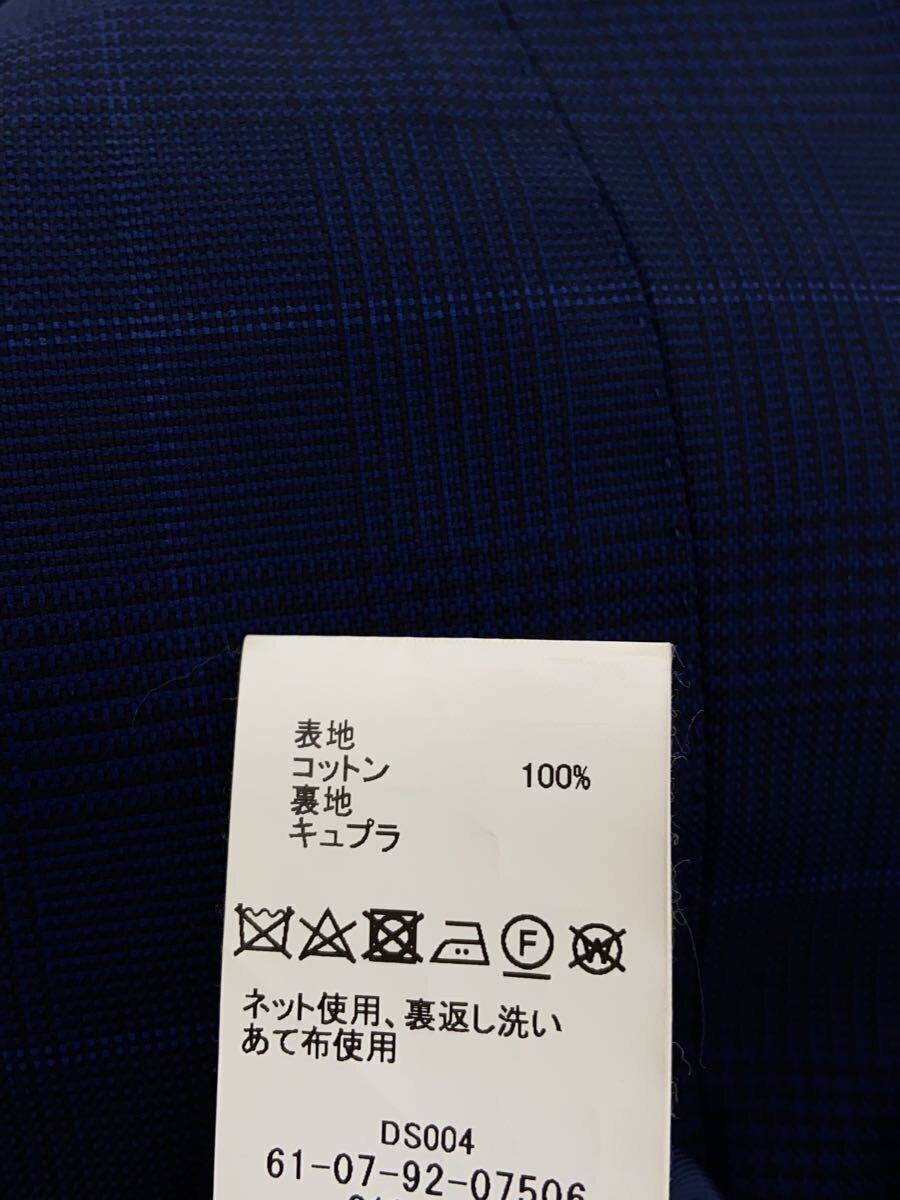 表地
コットン 100%
裏地
キュプラ
F W
ネット使用、裏返し洗い
あて布使用
DS004
61-07-92-07506